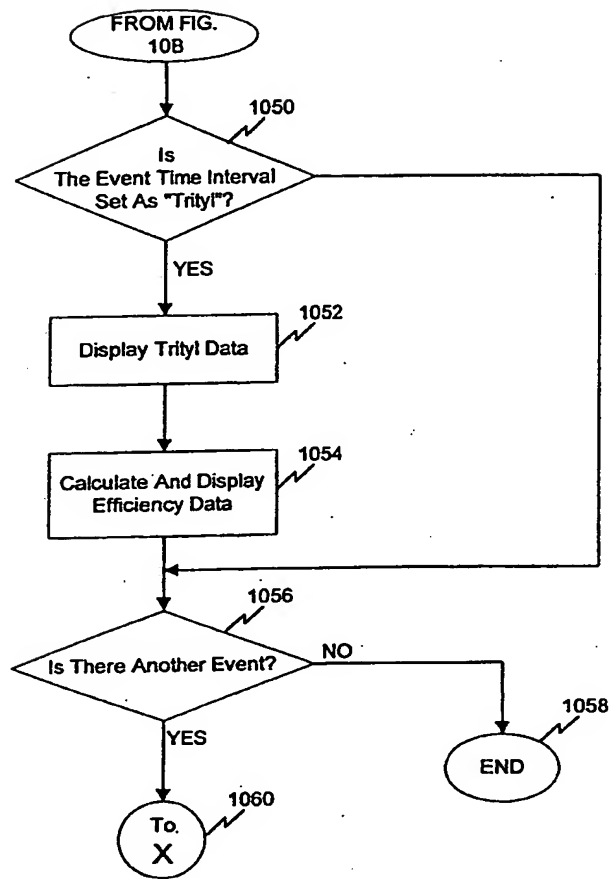 FROM FIG.
10B
1050
Is
The Event Time Interval
Set As "Trityl"?
YES
1052
Display Trityl Data
1054
Calculate And Display
Efficiency Data
1056
Is There Another Event?
NO
YES
1058
END
1060
To.
X